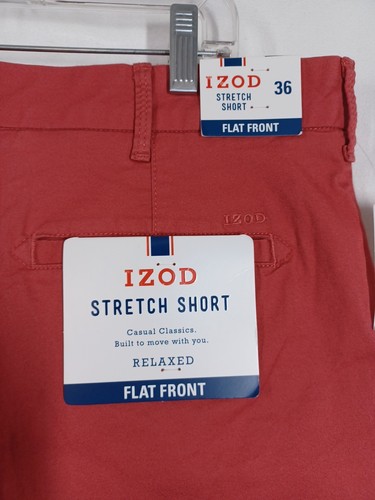 IZOD
STRETCH
SHORT
36
FLAT FRONT
IZOD
IZOD
STRETCH SHORT
Casual Classics.
Built to move with you.
RELAXED
FLAT FRONT